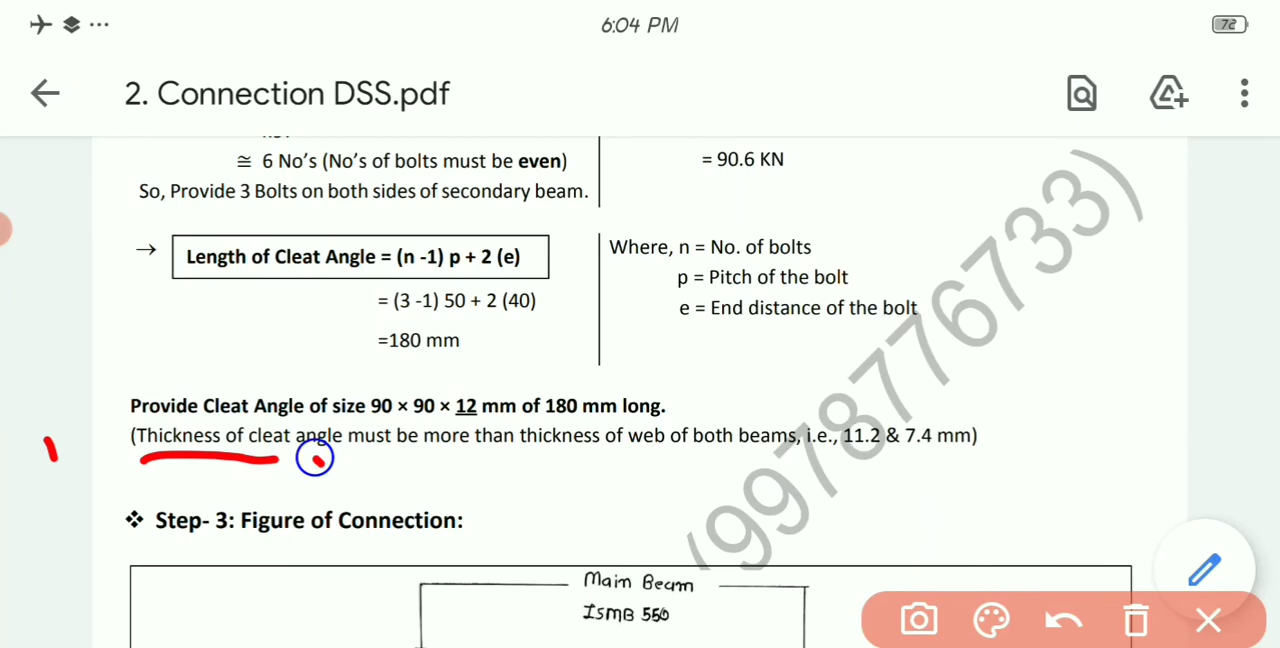 6:04 PM
72
2. Connection DSS.pdf
≅ 6 No’s (No’s of bolts must be even)
So, Provide 3 Bolts on both sides of secondary beam.
= 90.6 KN
→ Length of Cleat Angle = (n -1) p + 2 (e)
= (3 -1) 50 + 2 (40)
=180 mm
Where, n = No. of bolts
p = Pitch of the bolt
e = End distance of the bolt
Provide Cleat Angle of size 90 × 90 × 12 mm of 180 mm long.
(Thickness of cleat angle must be more than thickness of web of both beams, i.e., 11.2 & 7.4 mm)
❖ Step- 3: Figure of Connection:
Main Beam
ISMB 550
(9978776733)